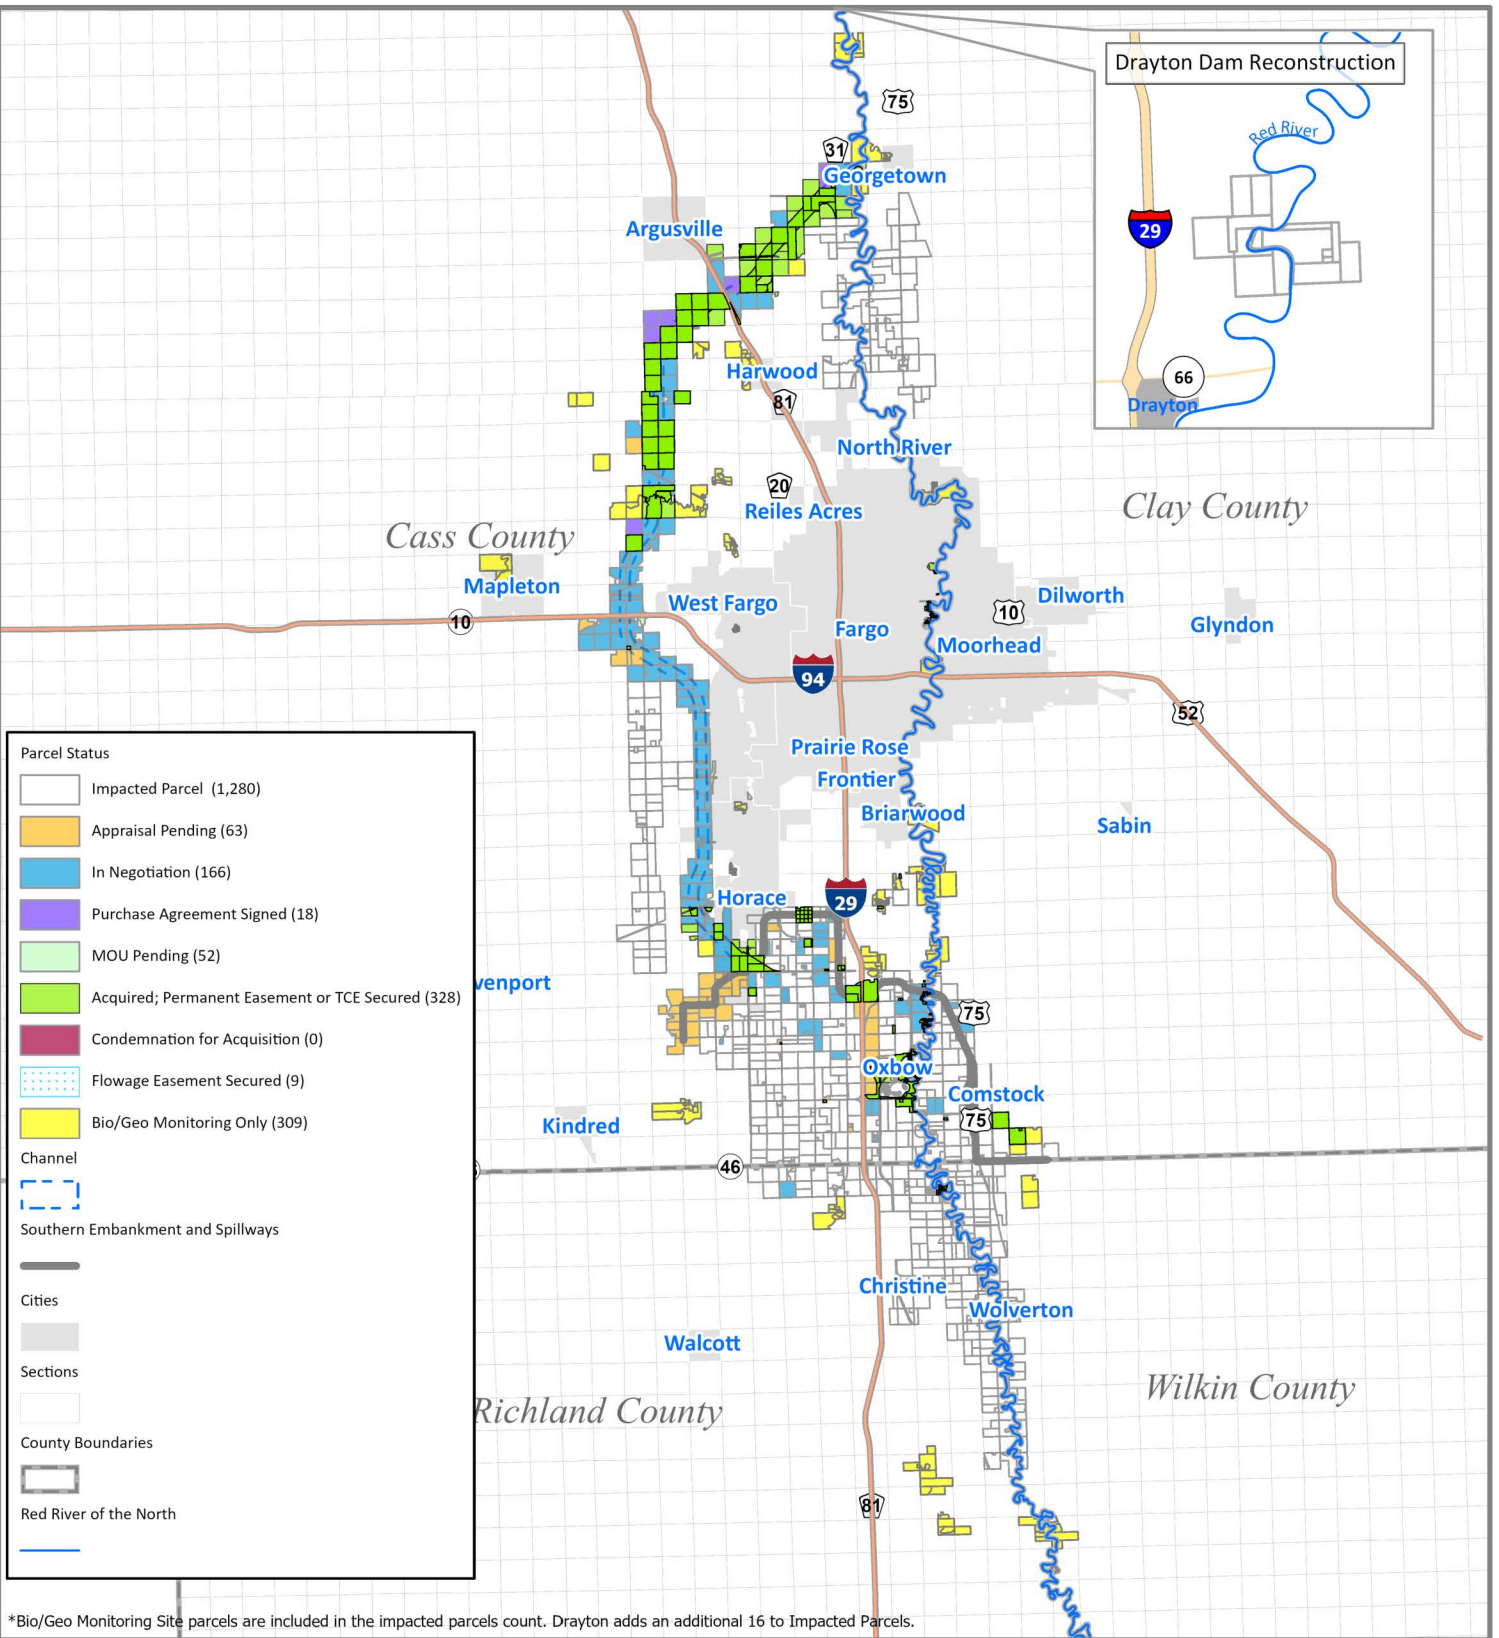 Drayton Dam Reconstruction
75
Red River
31
Georgetown
Argusville
29
Harwood
66
81
Drayton
North River
20
Reiles Acres
Clay County
Cass County
Mapleton
West Fargo
Dilworth
10
10
Glyndon
Fargo
Moorhead
94
52
Prairie Rose
Frontier
Briarwood
Sabin
Horace
29
venport
75
Oxbow
Comstock
75
Kindred
46
Christine
Wolverton
Walcott
Wilkin County
Richland County
81
Parcel Status
Impacted Parcel (1,280)
Appraisal Pending (63)
In Negotiation (166)
Purchase Agreement Signed (18)
MOU Pending (52)
Acquired; Permanent Easement or TCE Secured (328)
Condemnation for Acquisition (0)
Flowage Easement Secured (9)
Bio/Geo Monitoring Only (309)
Channel
Southern Embankment and Spillways
Cities
Sections
County Boundaries
Red River of the North
*Bio/Geo Monitoring Site parcels are included in the impacted parcels count. Drayton adds an additional 16 to Impacted Parcels.